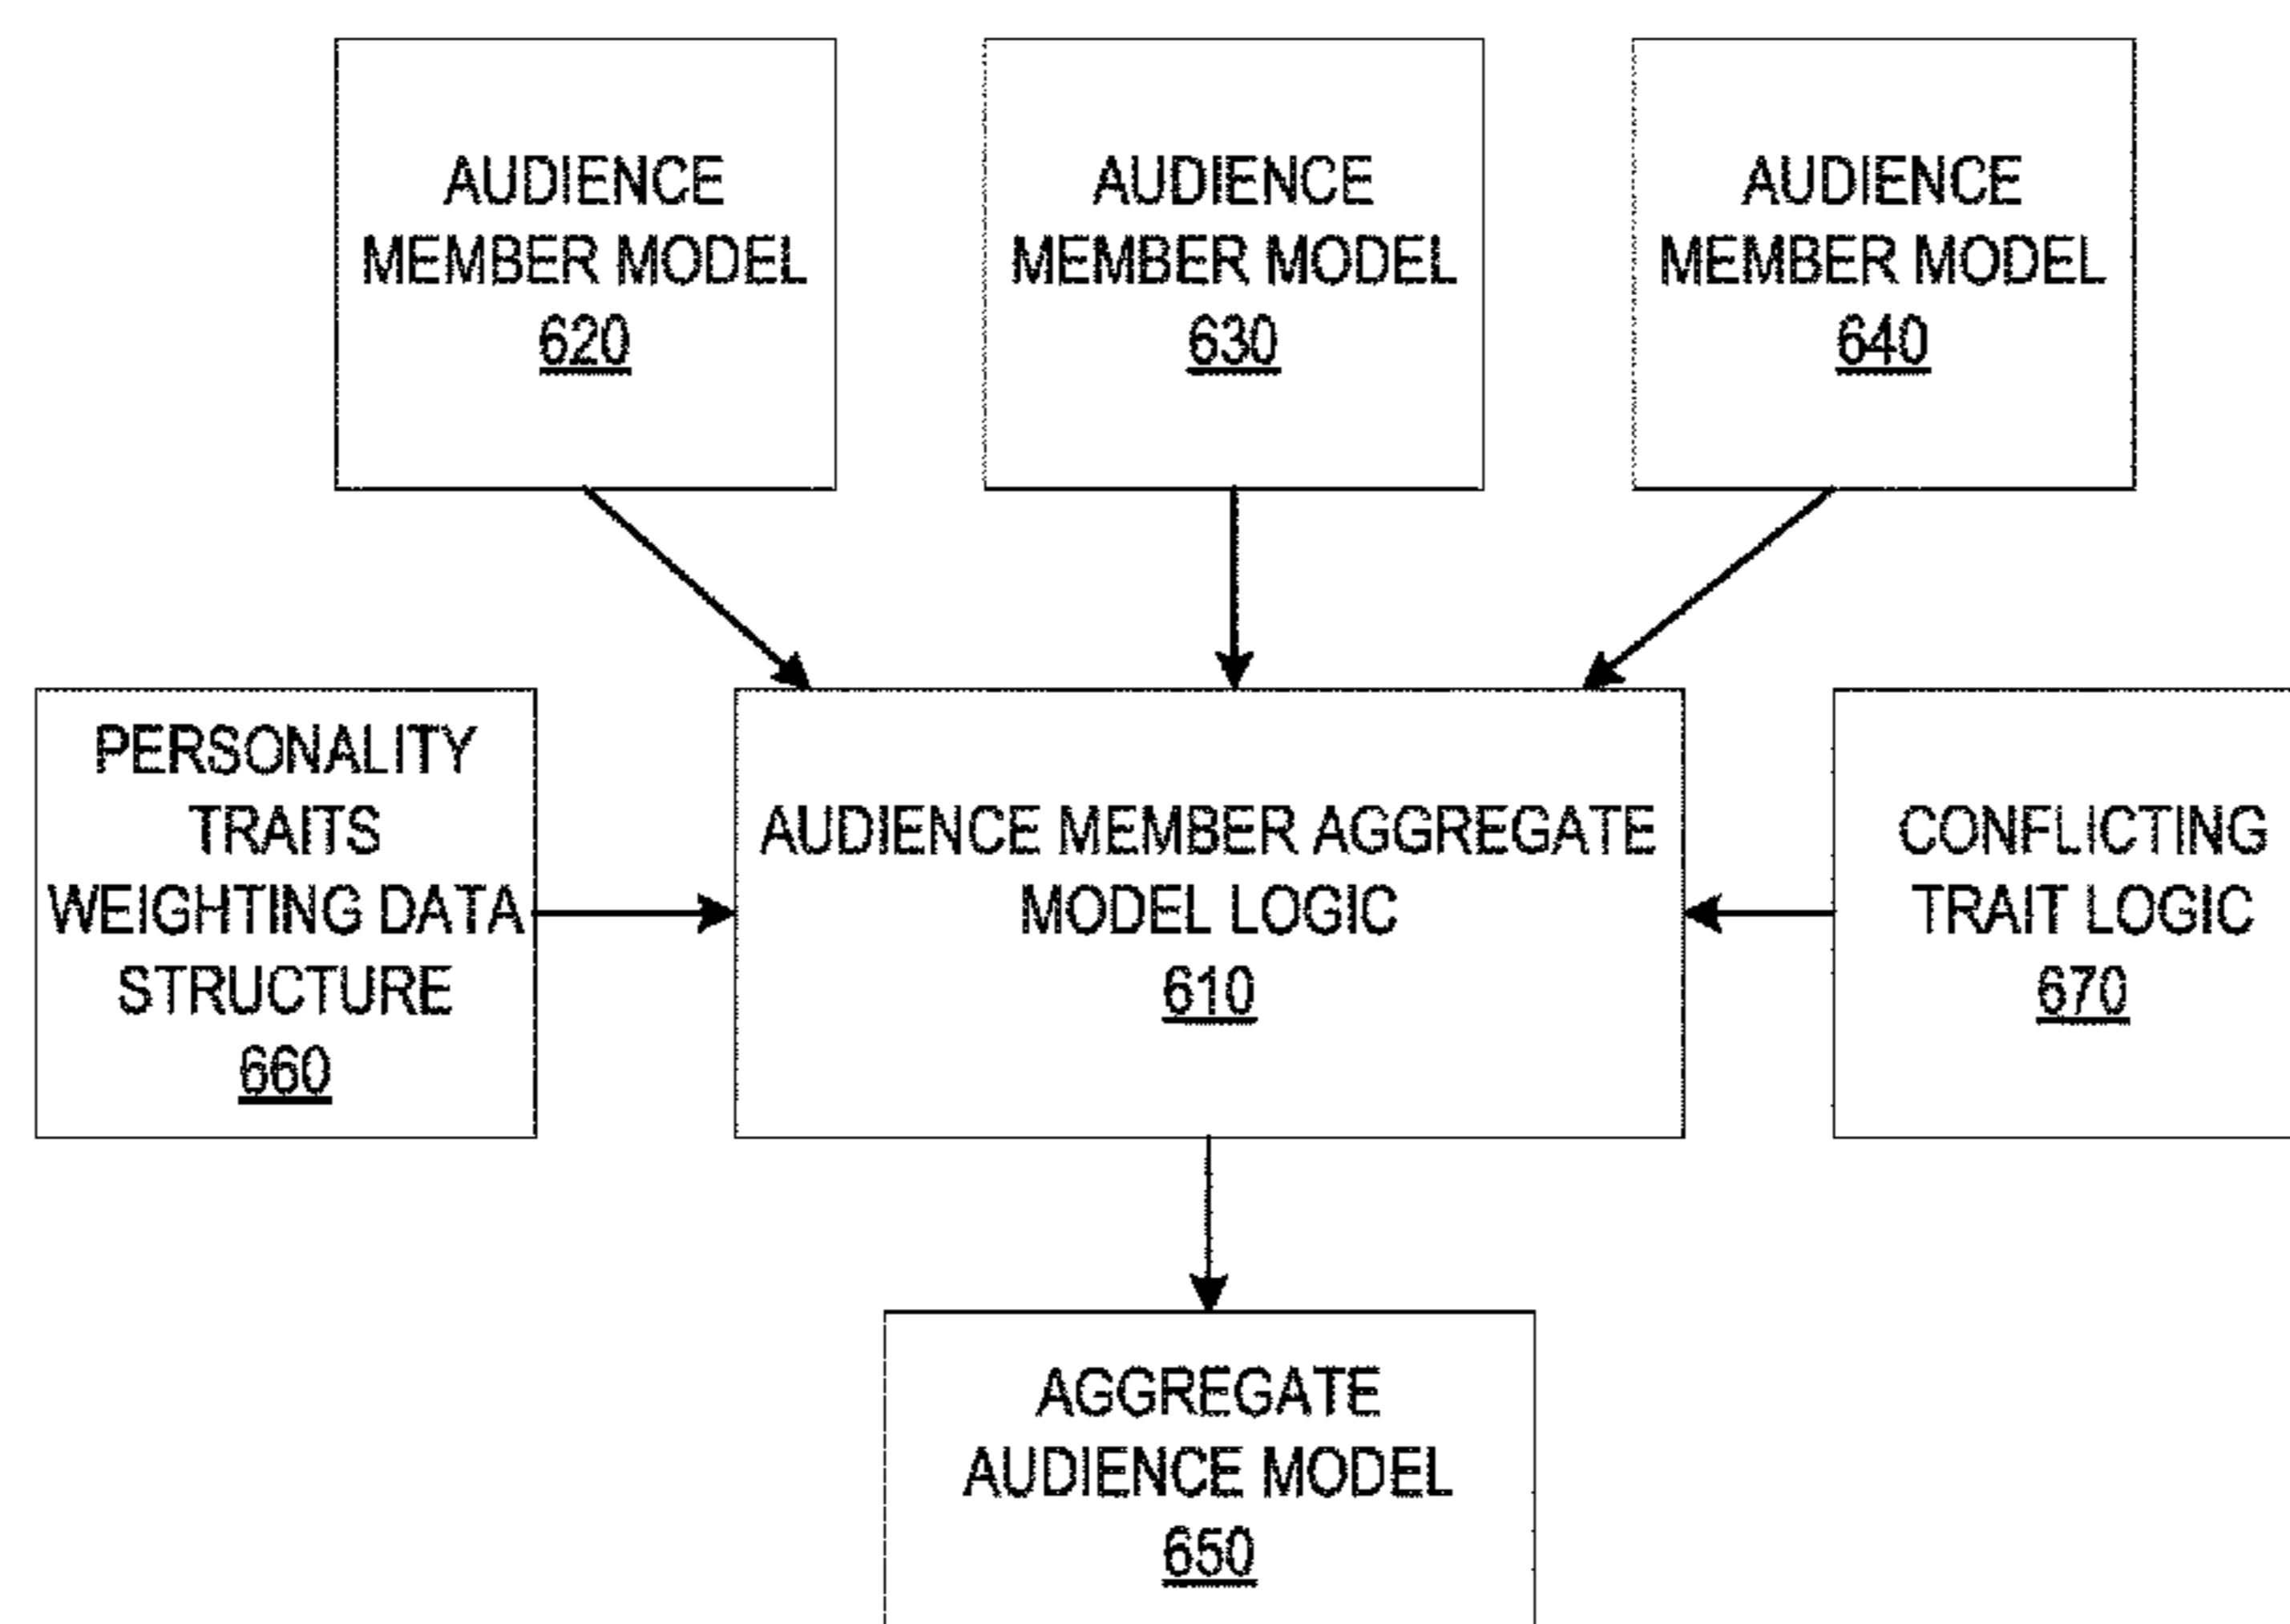 AUDIENCE
MEMBER MODEL
620
AUDIENCE
MEMBER MODEL
630
AUDIENCE
MEMBER MODEL
640
PERSONALITY
TRAITS
WEIGHTING DATA
STRUCTURE
660
AUDIENCE MEMBER AGGREGATE
MODEL LOGIC
610
CONFLICTING
TRAIT LOGIC
670
AGGREGATE
AUDIENCE MODEL
650